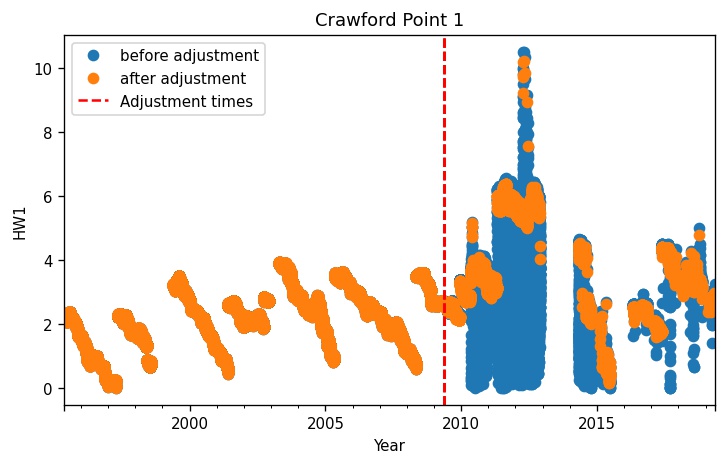 Crawford Point 1
before adjustment
after adjustment
Adjustment times
HW1
10
8
6
4
2
0
2000
2005
2010
2015
Year